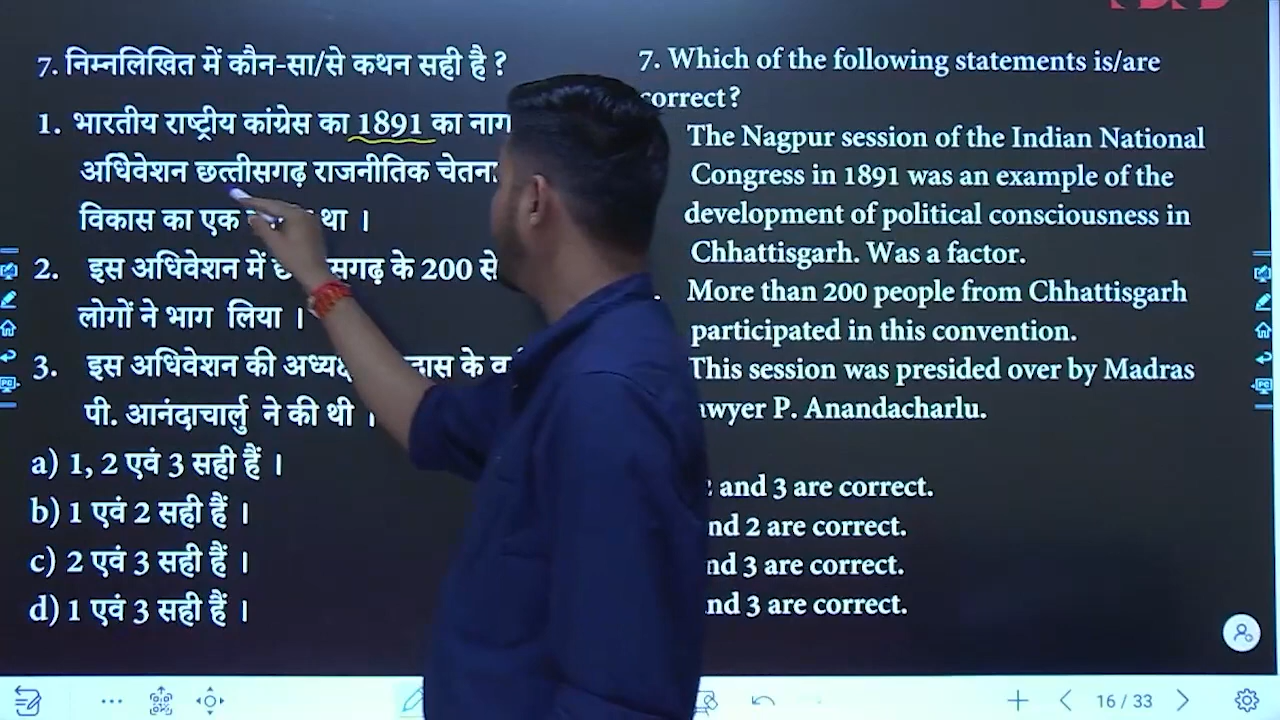 7. निम्नलिखित में कौन-सा/से कथन सही है ?
1. भारतीय राष्ट्रीय कांग्रेस का 1891 का
अधिवेशन छत्तीसगढ़ राजनीतिक
विकास का एक था ।
2. इस अधिवेशन में के 200 से
लोगों ने भाग लिया ।
3. इस अधिवेशन की के
पी. आनंदाचार्लु ने की थी ।
a) 1, 2 एवं 3 सही हैं ।
b) 1 एवं 2 सही हैं ।
c) 2 एवं 3 सही हैं ।
d) 1 एवं 3 सही हैं ।
7. Which of the following statements is/are
correct?
The Nagpur session of the Indian National
Congress in 1891 was an example of the
development of political consciousness in
Chhattisgarh. Was a factor.
More than 200 people from Chhattisgarh
participated in this convention.
This session was presided over by Madras
P. Anandacharlu.
and 3 are correct.
2 are correct.
3 are correct.
3 are correct.
16 / 33